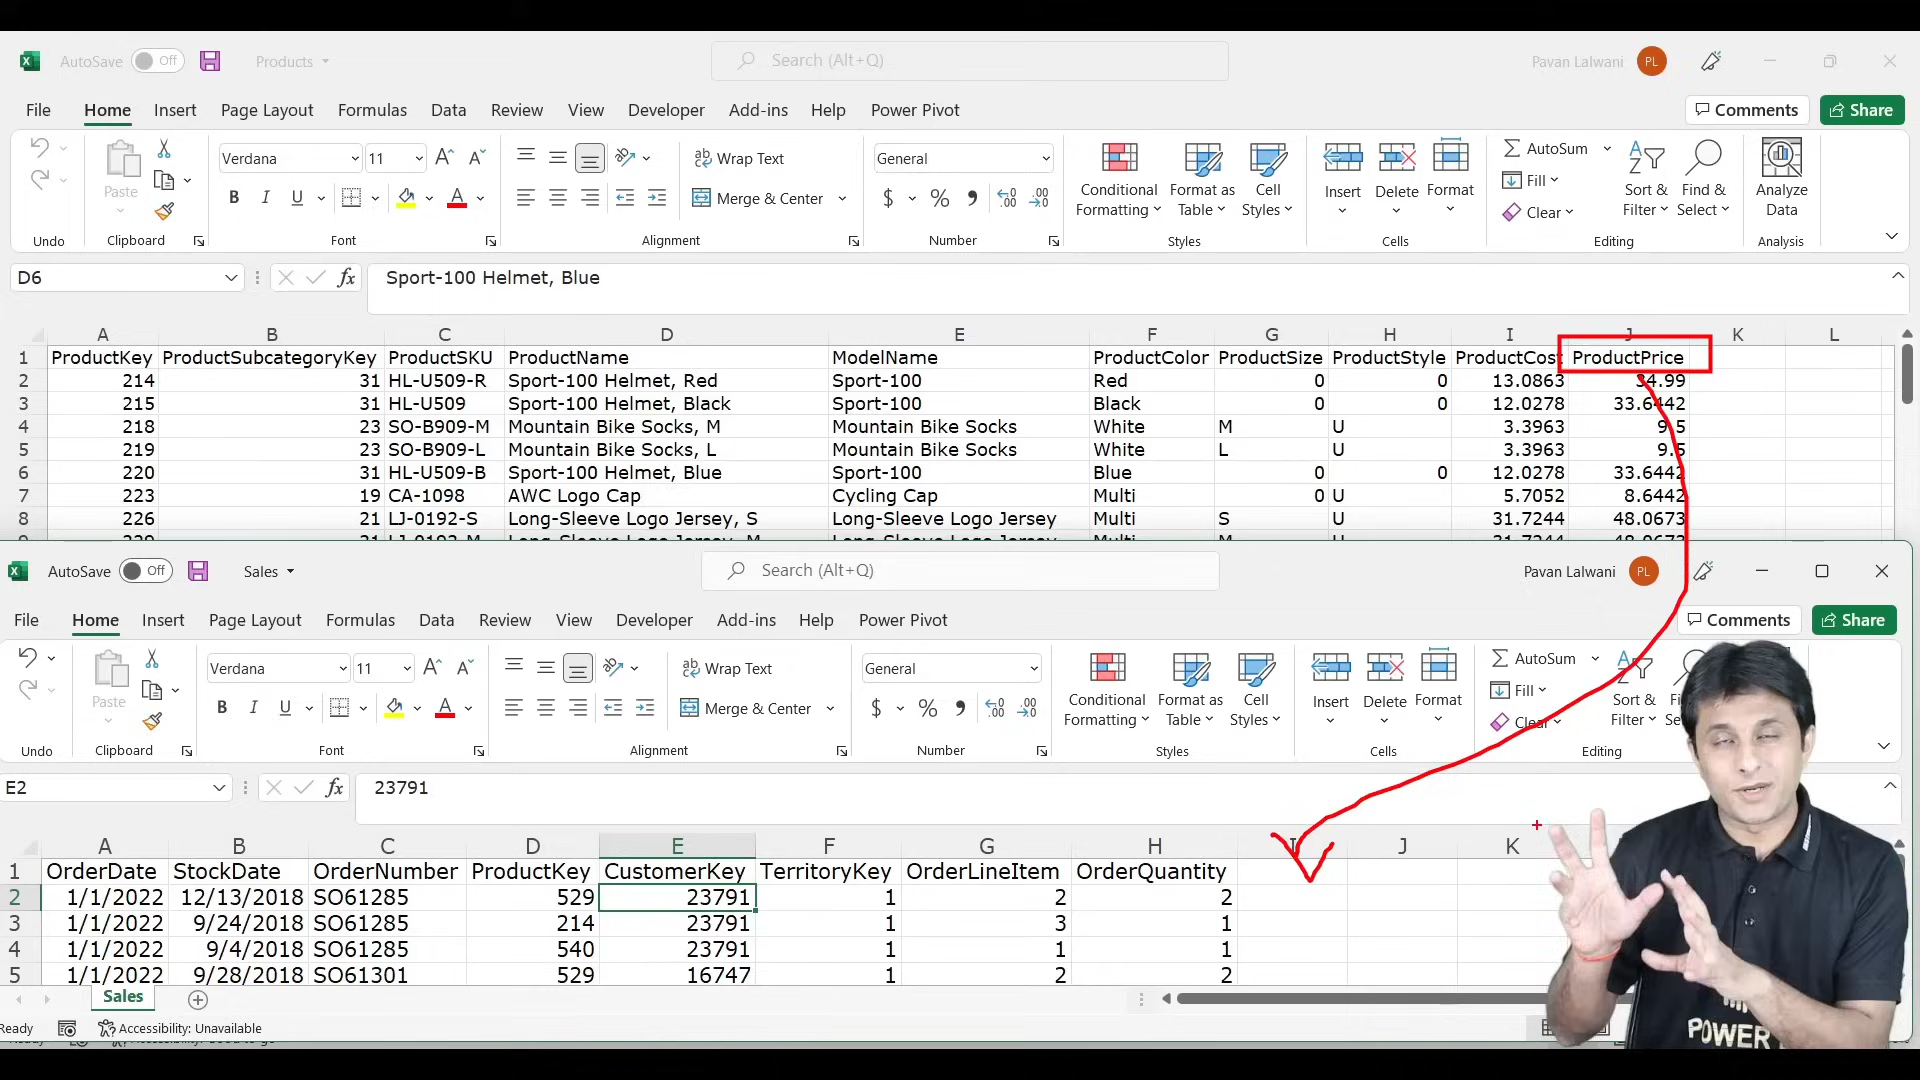 AutoSave Off Products Search (Alt+Q) Pavan Lalwani PL
File Home Insert Page Layout Formulas Data Review View Developer Add-ins Help Power Pivot Comments Share
Paste Verdana 11 Wrap Text General Conditional Formatting Format as Table Cell Styles Insert Delete Format AutoSum Sort & Filter Find & Select Analyze Data
B I U Merge & Center $ % Fill Clear
Undo Clipboard Font Alignment Number Styles Cells Editing Analysis
D6 fx Sport-100 Helmet, Blue
A B C D E F G H I J K L
1 ProductKey ProductSubcategoryKey ProductSKU ProductName ModelName ProductColor ProductSize ProductStyle ProductCost ProductPrice
2 214 31 HL-U509-R Sport-100 Helmet, Red Sport-100 Red 0 0 13.0863 34.99
3 215 31 HL-U509 Sport-100 Helmet, Black Sport-100 Black 0 0 12.0278 33.6442
4 218 23 SO-B909-M Mountain Bike Socks, M Mountain Bike Socks White M U 3.3963 9.5
5 219 23 SO-B909-L Mountain Bike Socks, L Mountain Bike Socks White L U 3.3963 9.5
6 220 31 HL-U509-B Sport-100 Helmet, Blue Sport-100 Blue 0 0 12.0278 33.6442
7 223 19 CA-1098 AWC Logo Cap Cycling Cap Multi 0 U 5.7052 8.6442
8 226 21 LJ-0192-S Long-Sleeve Logo Jersey, S Long-Sleeve Logo Jersey Multi S U 31.7244 48.0673
AutoSave Off Sales Search (Alt+Q) Pavan Lalwani PL
File Home Insert Page Layout Formulas Data Review View Developer Add-ins Help Power Pivot Comments Share
Paste Verdana 11 Wrap Text General Conditional Formatting Format as Table Cell Styles Insert Delete Format AutoSum Sort & Filter
B I U Merge & Center $ % Fill Clear
Undo Clipboard Font Alignment Number Styles Cells Editing
E2 fx 23791
A B C D E F G H I J K
1 OrderDate StockDate OrderNumber ProductKey CustomerKey TerritoryKey OrderLineItem OrderQuantity
2 1/1/2022 12/13/2018 SO61285 529 23791 1 2 2
3 1/1/2022 9/24/2018 SO61285 214 23791 1 3 1
4 1/1/2022 9/4/2018 SO61285 540 23791 1 1 1
5 1/1/2022 9/28/2018 SO61301 529 16747 1 2 2
Sales
Ready Accessibility: Unavailable
POWER